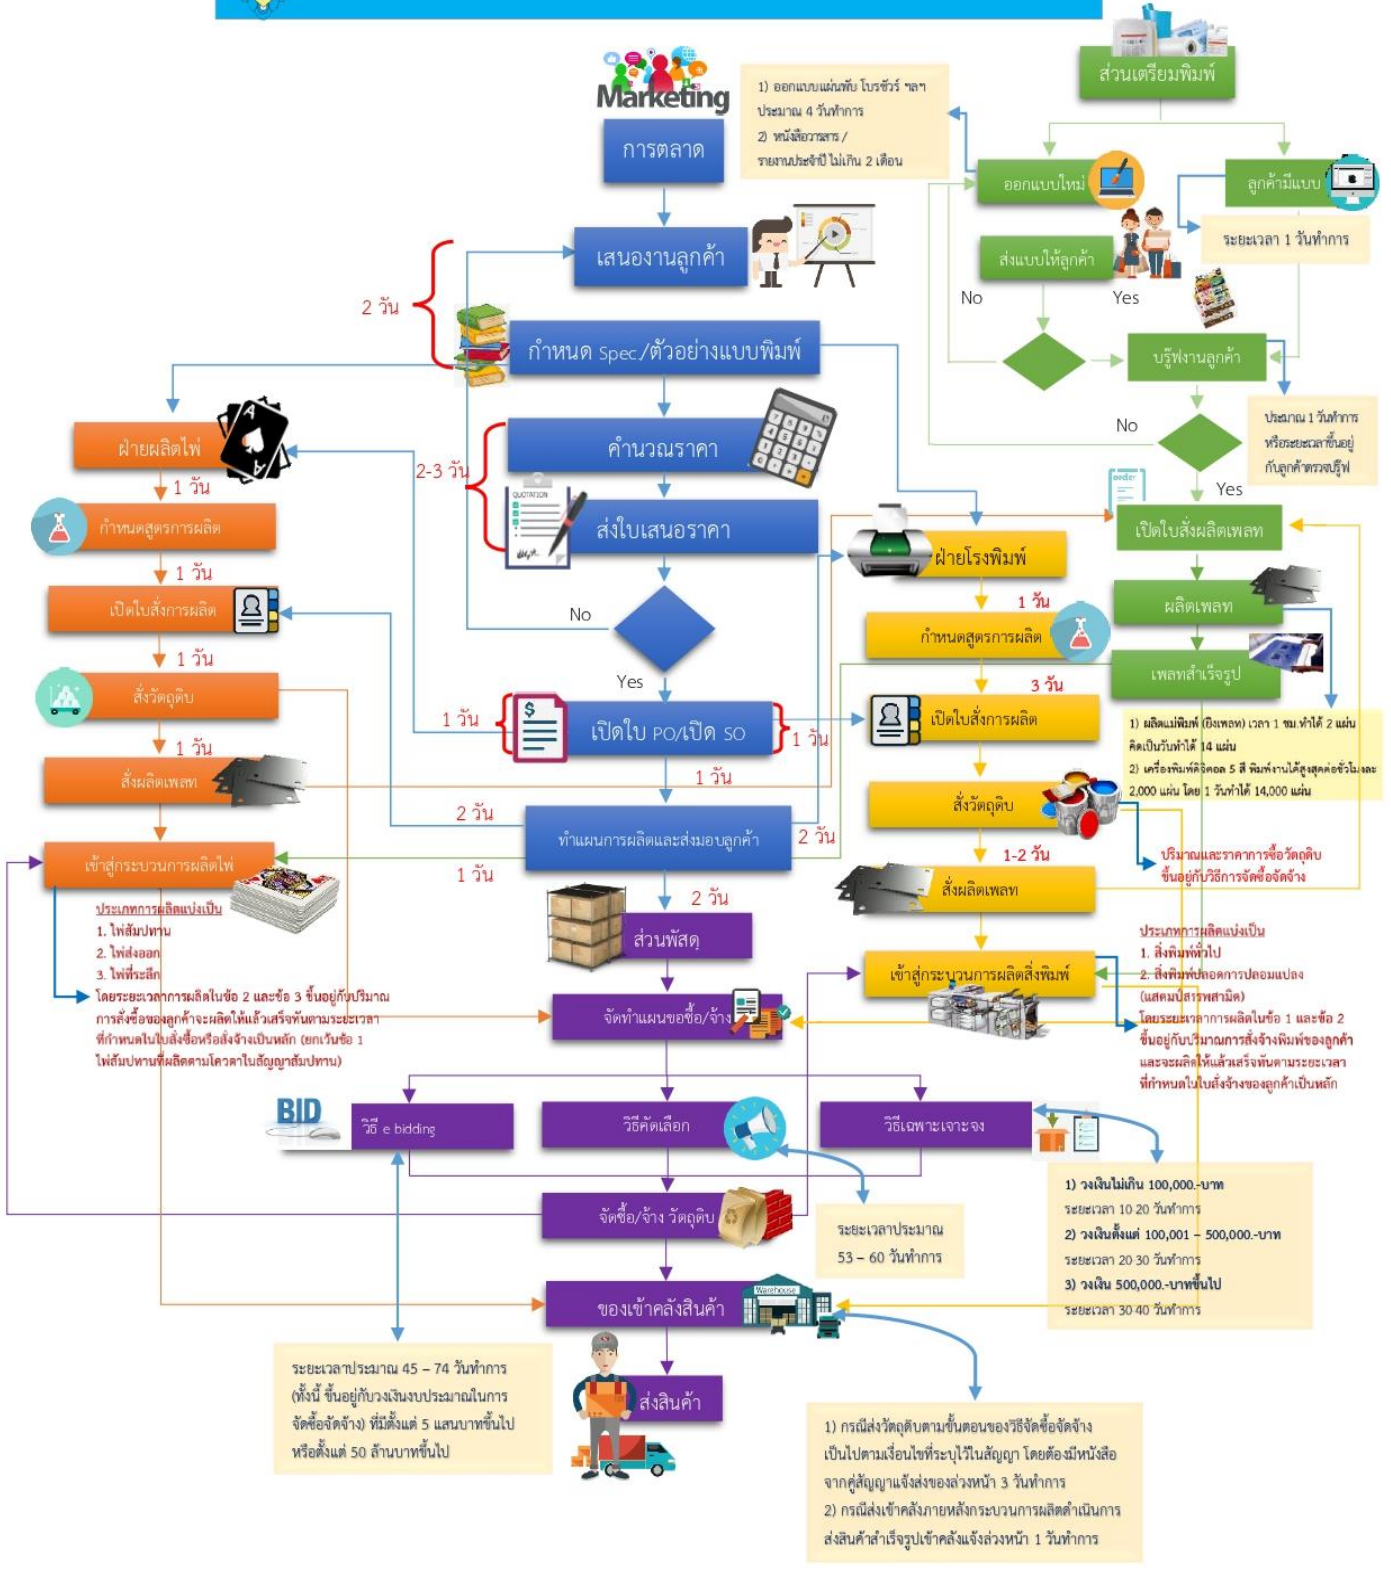 Marketing
การตลาด
เสนองานลูกค้า
2 วัน
กำหนด Spec./ตัวอย่างแบบพิมพ์
คำนวณราคา
2-3 วัน
QUOTATION
ส่งใบเสนอราคา
No
Yes
1 วัน
เปิดใบ PO/เปิด SO
1 วัน
1 วัน
2 วัน
ทำแผนการผลิตและส่งมอบลูกค้า
2 วัน
1 วัน
2 วัน
1) ออกแบบแผ่นพับ โบรชัวร์ ฯลฯ
ประมาณ 4 วันทำการ
2) หนังสือวารสาร /
รายงานประจำปี ไม่เกิน 2 เดือน
ส่วนเตรียมพิมพ์
ออกแบบใหม่
ลูกค้ามีแบบ
ระยะเวลา 1 วันทำการ
ส่งแบบให้ลูกค้า
No
Yes
บรู๊ฟงานลูกค้า
ประมาณ 1 วันทำการ
หรือระยะเวลาขึ้นอยู่
กับลูกค้าตรวจปรู๊ฟ
No
Yes
order
เปิดใบสั่งผลิตเพลท
ผลิตเพลท
เพลทสำเร็จรูป
1) ผลิตแม่พิมพ์ (ยิงเพลท) เวลา 1 ชม.ทำได้ 2 แผ่น
คิดเป็นวันทำได้ 14 แผ่น
2) เครื่องพิมพ์ดิจิตอล 5 สี พิมพ์งานได้สูงสุดต่อชั่วโมงละ
2,000 แผ่น โดย 1 วันทำได้ 14,000 แผ่น
ฝ่ายผลิตไพ่
1 วัน
กำหนดสูตรการผลิต
1 วัน
เปิดใบสั่งการผลิต
1 วัน
สั่งวัตถุดิบ
1 วัน
สั่งผลิตเพลท
เข้าสู่กระบวนการผลิตไพ่
ประเภทการผลิตแบ่งเป็น
1. ไพ่สัมปทาน
2. ไพ่ส่งออก
3. ไพ่ที่ระลึก
โดยระยะเวลาการผลิตในข้อ 2 และข้อ 3 ขึ้นอยู่กับปริมาณ
การสั่งซื้อของลูกค้าจะผลิตให้แล้วเสร็จทันตามระยะเวลา
ที่กำหนดในใบสั่งซื้อหรือสั่งจ้างเป็นหลัก (ยกเว้นข้อ 1
ไพ่สัมปทานที่ผลิตตามโควตาในสัญญาสัมปทาน)
ฝ่ายโรงพิมพ์
1 วัน
กำหนดสูตรการผลิต
3 วัน
เปิดใบสั่งการผลิต
สั่งวัตถุดิบ
1-2 วัน
สั่งผลิตเพลท
เข้าสู่กระบวนการผลิตสิ่งพิมพ์
ปริมาณและราคาการซื้อวัตถุดิบ
ขึ้นอยู่กับวิธีการจัดซื้อจัดจ้าง
ประเภทการผลิตแบ่งเป็น
1. สิ่งพิมพ์ทั่วไป
2. สิ่งพิมพ์ปลอดการปลอมแปลง
(แสตมป์สรรพสามิต)
โดยระยะเวลาการผลิตในข้อ 1 และข้อ 2
ขึ้นอยู่กับปริมาณการสั่งจ้างพิมพ์ของลูกค้า
และจะผลิตให้แล้วเสร็จทันตามระยะเวลา
ที่กำหนดในใบสั่งจ้างของลูกค้าเป็นหลัก
ส่วนพัสดุ
จัดทำแผนขอซื้อ/จ้าง
BID
วิธี e bidding
วิธีคัดเลือก
วิธีเฉพาะเจาะจง
จัดซื้อ/จ้าง วัตถุดิบ
ระยะเวลาประมาณ
53 – 60 วันทำการ
1) วงเงินไม่เกิน 100,000.-บาท
ระยะเวลา 10 20 วันทำการ
2) วงเงินตั้งแต่ 100,001 – 500,000.-บาท
ระยะเวลา 20 30 วันทำการ
3) วงเงิน 500,000.-บาทขึ้นไป
ระยะเวลา 30 40 วันทำการ
ของเข้าคลังสินค้า
Warehouse
ส่งสินค้า
ระยะเวลาประมาณ 45 – 74 วันทำการ
(ทั้งนี้ ขึ้นอยู่กับวงเงินงบประมาณในการ
จัดซื้อจัดจ้าง) ที่มีตั้งแต่ 5 แสนบาทขึ้นไป
หรือตั้งแต่ 50 ล้านบาทขึ้นไป
1) กรณีส่งวัตถุดิบตามขั้นตอนของวิธีจัดซื้อจัดจ้าง
เป็นไปตามเงื่อนไขที่ระบุไว้ในสัญญา โดยต้องมีหนังสือ
จากคู่สัญญาแจ้งส่งของล่วงหน้า 3 วันทำการ
2) กรณีส่งเข้าคลังภายหลังกระบวนการผลิตดำเนินการ
ส่งสินค้าสำเร็จรูปเข้าคลังแจ้งล่วงหน้า 1 วันทำการ